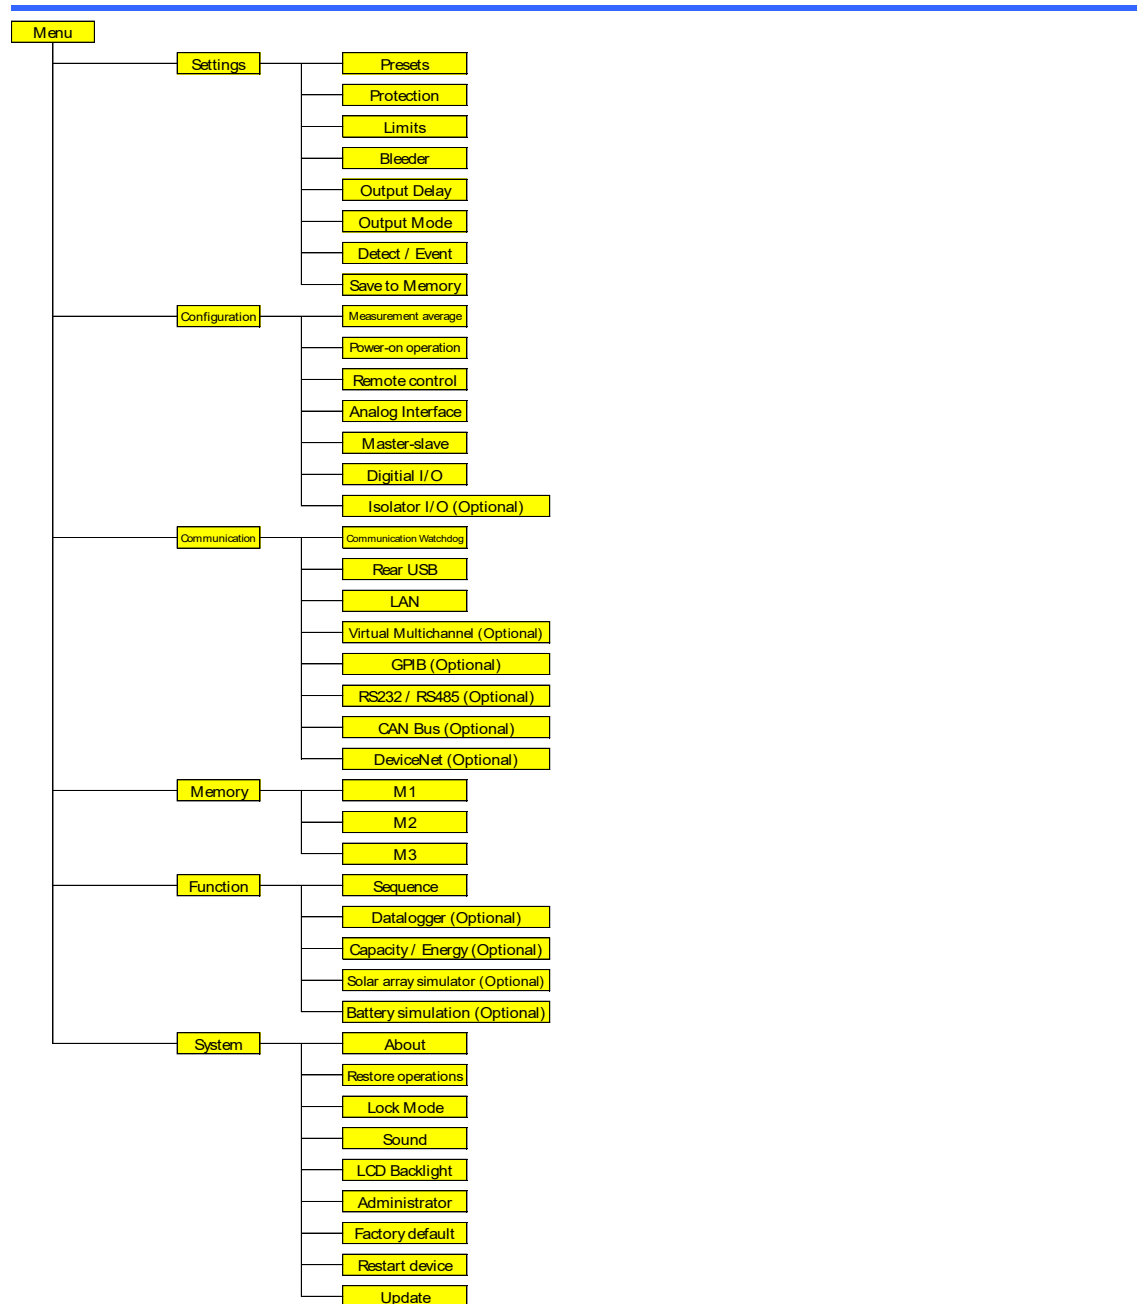 Menu
Settings
Presets
Protection
Limits
Bleeder
Output Delay
Output Mode
Detect / Event
Save to Memory
Configuration
Measurement average
Power-on operation
Remote control
Analog Interface
Master-slave
Digitial I/O
Isolator I/O (Optional)
Communication
Communication Watchdog
Rear USB
LAN
Virtual Multichannel (Optional)
GPIB (Optional)
RS232 / RS485 (Optional)
CAN Bus (Optional)
DeviceNet (Optional)
Memory
M1
M2
M3
Function
Sequence
Datalogger (Optional)
Capacity / Energy (Optional)
Solar array simulator (Optional)
Battery simulation (Optional)
System
About
Restore operations
Lock Mode
Sound
LCD Backlight
Administrator
Factory default
Restart device
Update